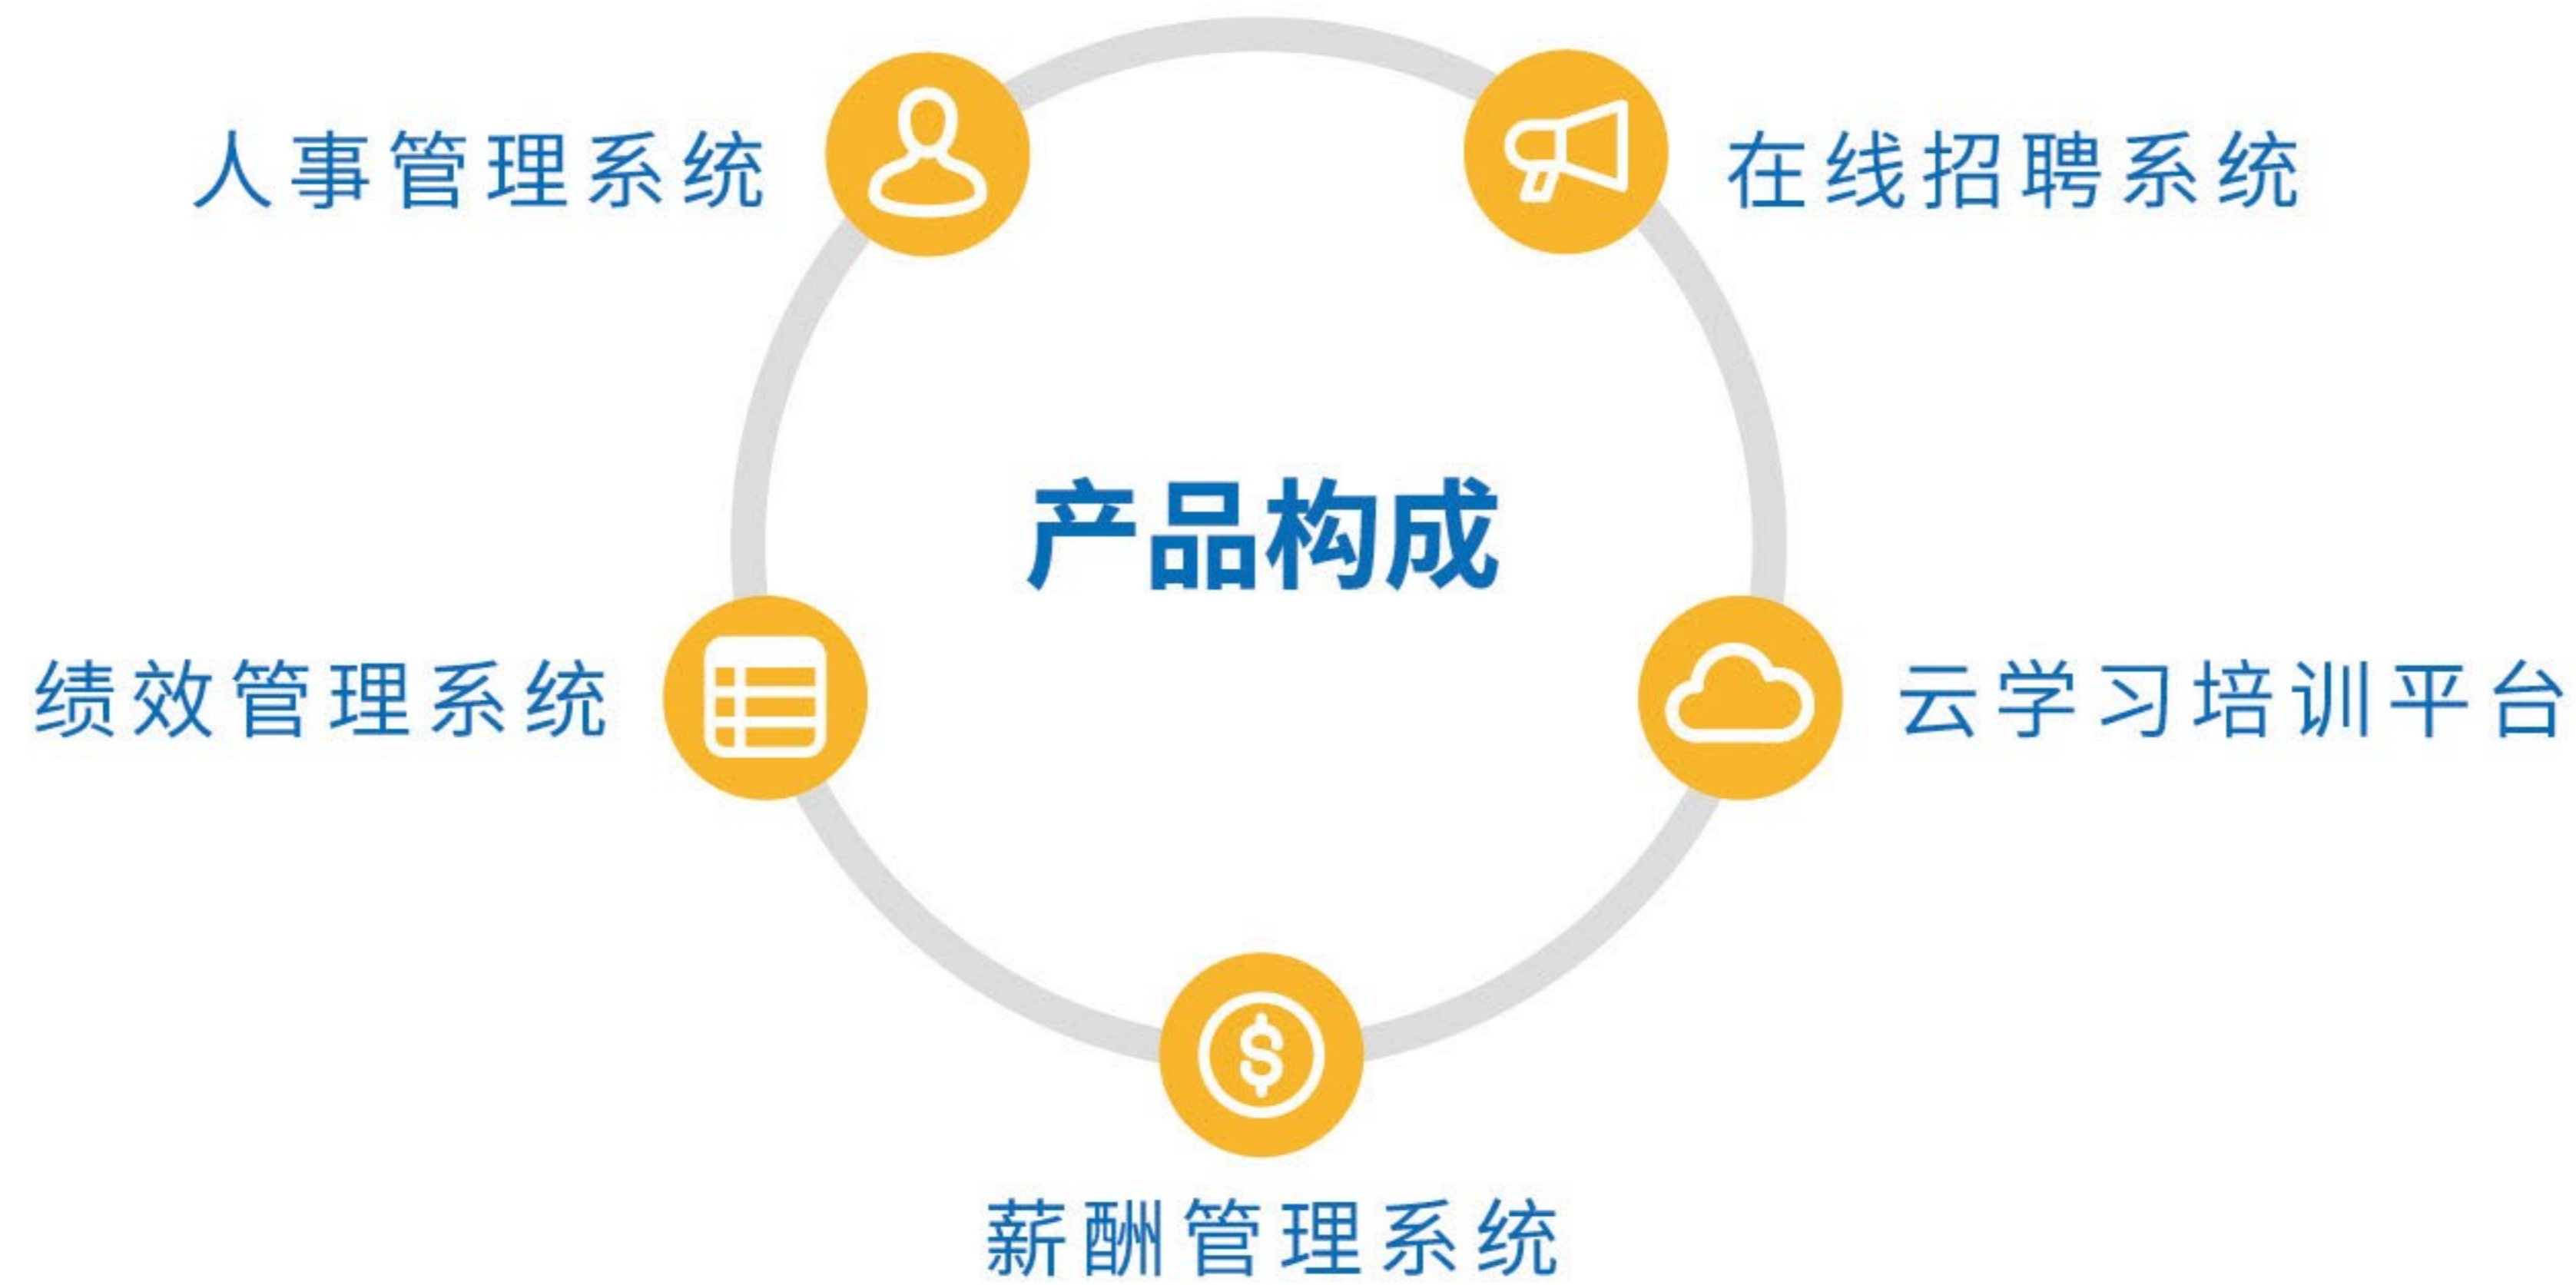 人事管理系统
在线招聘系统
产品构成
绩效管理系统
云学习培训平台
薪酬管理系统